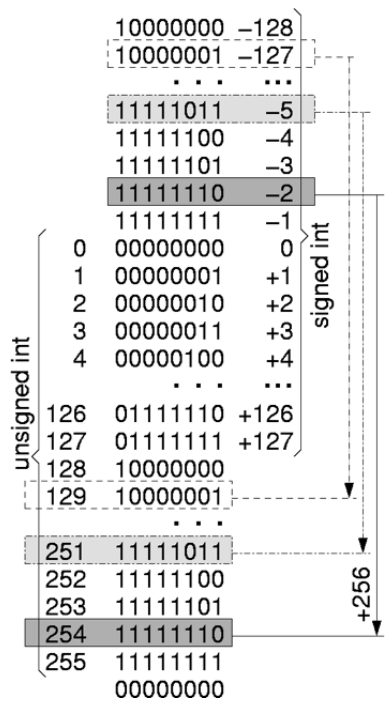 10000000 –128
10000001 –127
. . . ...
11111011 –5
11111100 –4
11111101 –3
11111110 –2
11111111 –1
0 00000000 0
1 00000001 +1
2 00000010 +2
3 00000011 +3
4 00000100 +4
. . . ...
126 01111110 +126
127 01111111 +127
128 10000000
129 10000001
. . .
251 11111011
252 11111100
253 11111101
254 11111110
255 11111111
00000000
unsigned int
signed int
+256